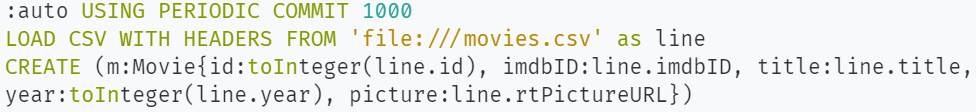 :auto USING PERIODIC COMMIT 1000
LOAD CSV WITH HEADERS FROM 'file:///movies.csv' as line
CREATE (m:Movie{id:toInteger(line.id), imdbID:line.imdbID, title:line.title,
year:toInteger(line.year), picture:line.rtPictureURL})